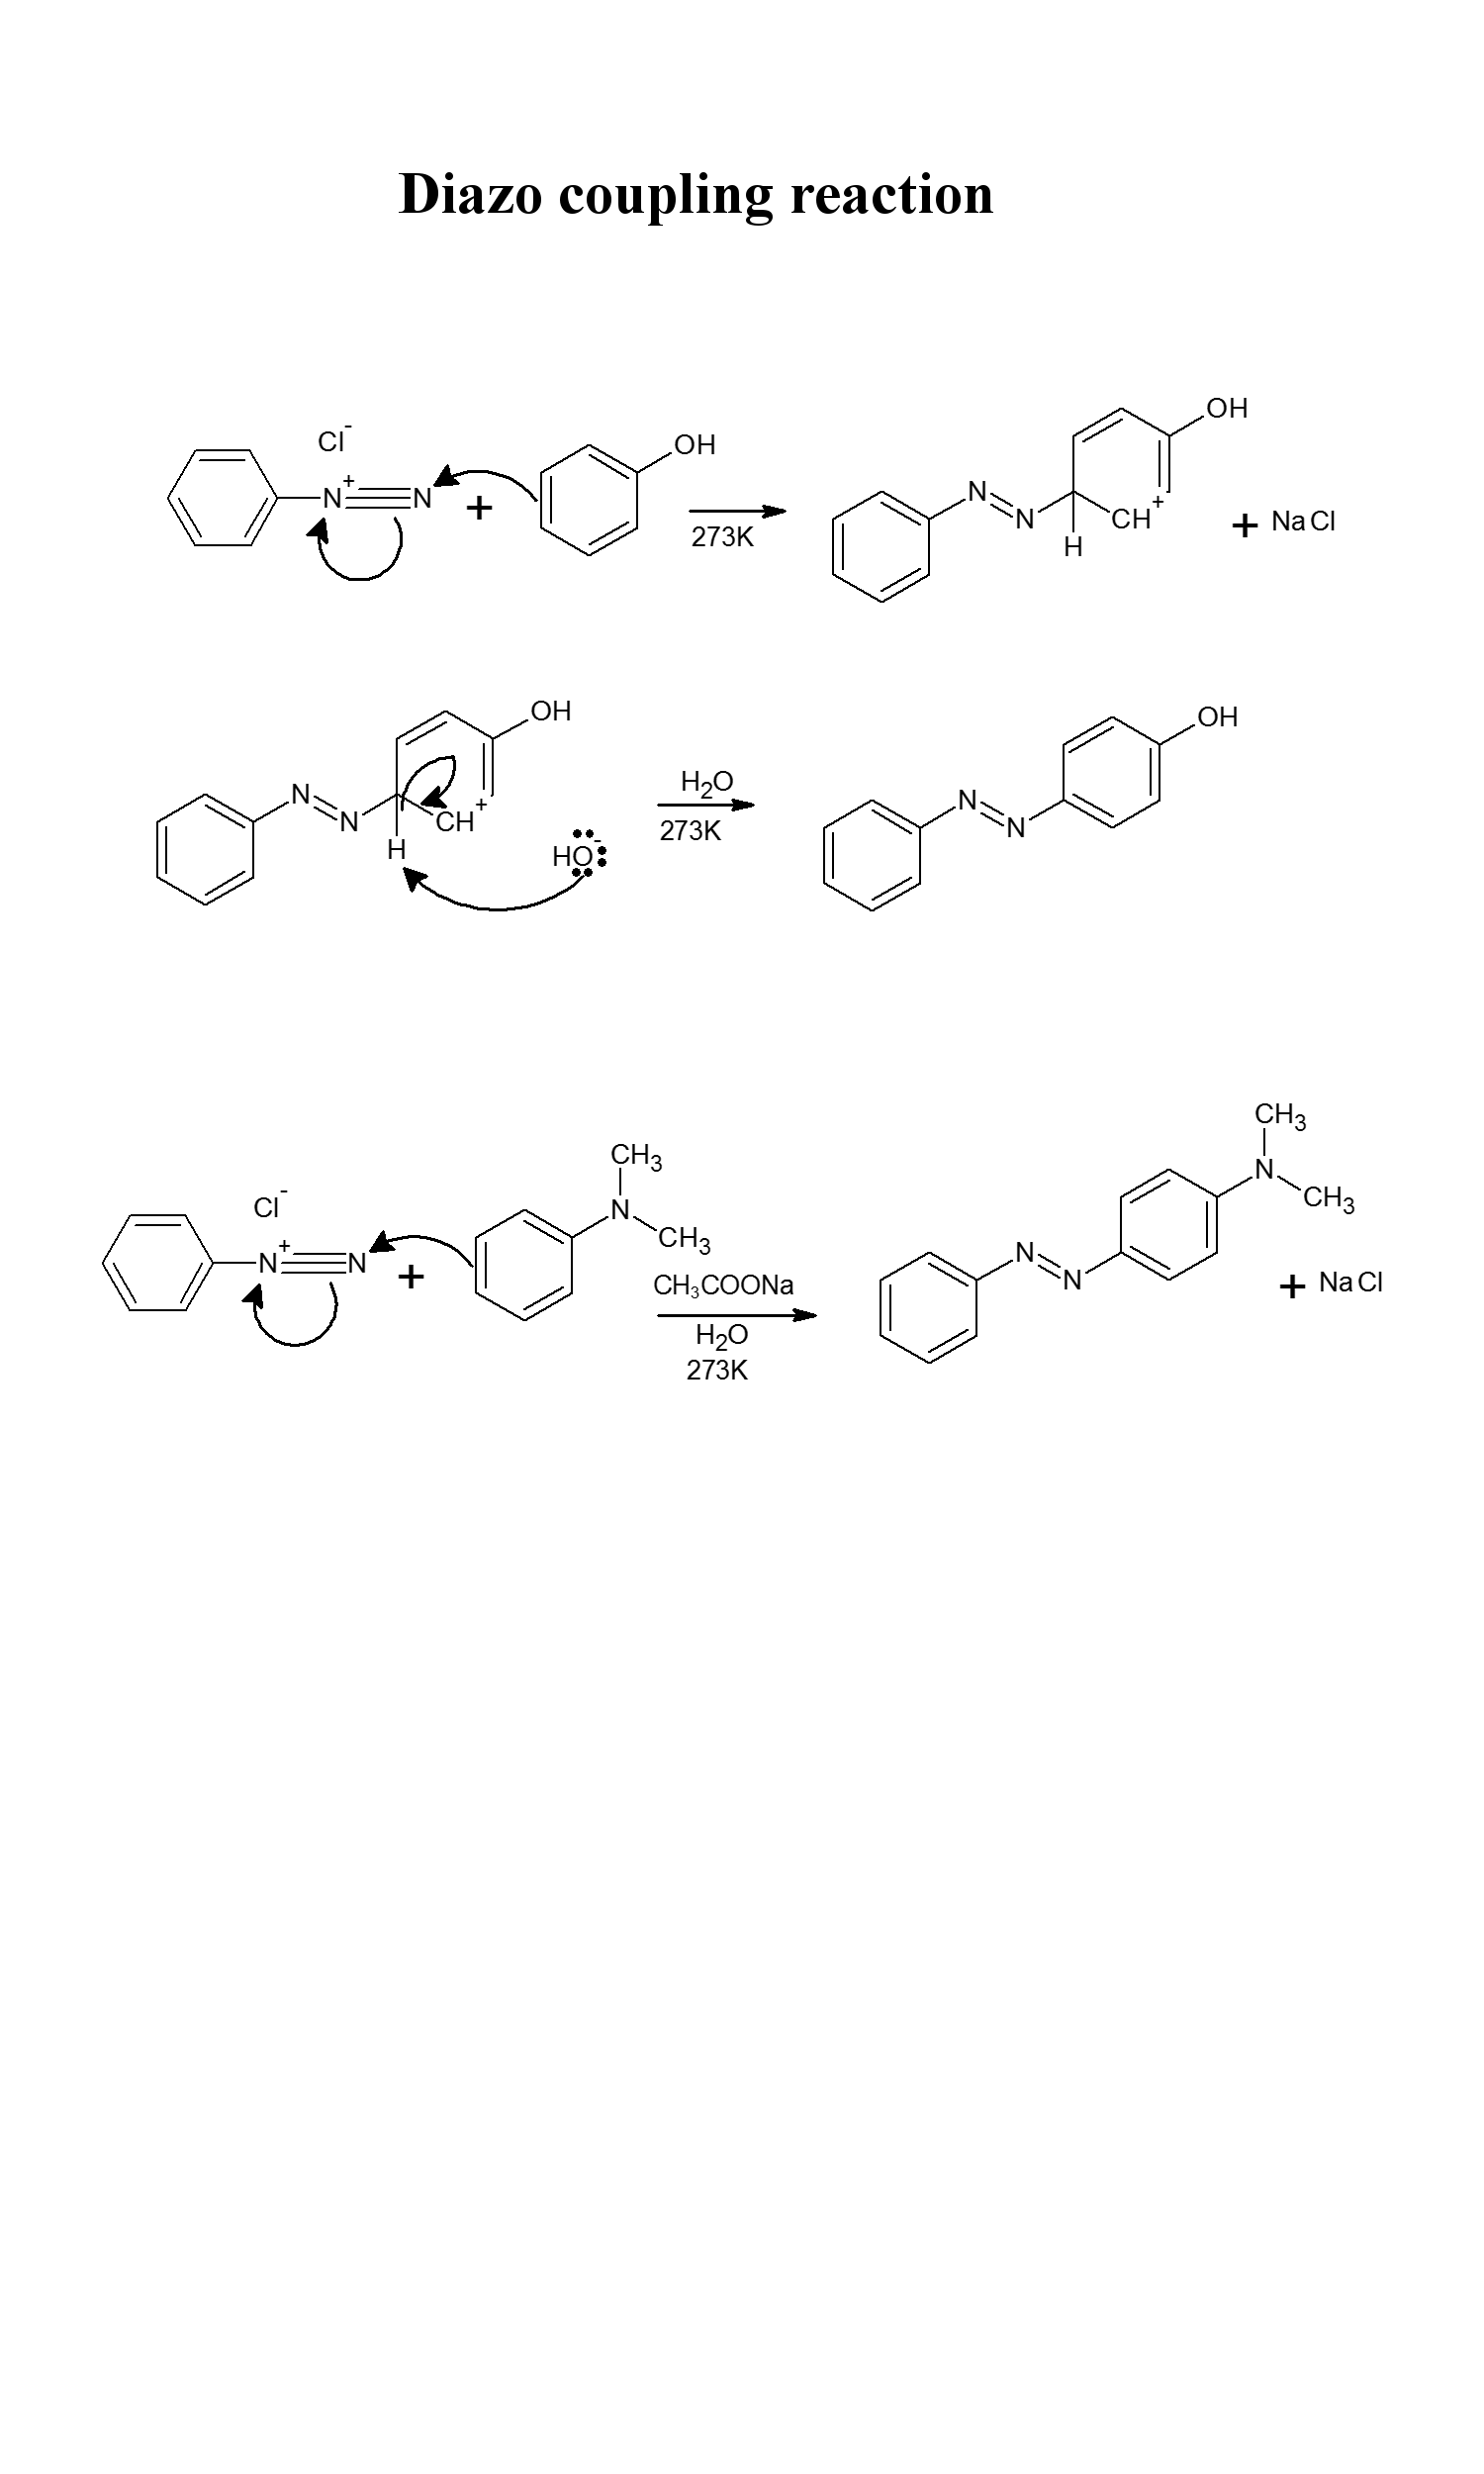 Diazo coupling reaction
Cl-
N+ N + OH
273K
N N H CH+ OH + NaCl
N N H CH+ OH
HO-
H2O
273K
N N OH
Cl-
N+ N + N CH3 CH3
CH3COONa
H2O
273K
N N N CH3 CH3 + NaCl